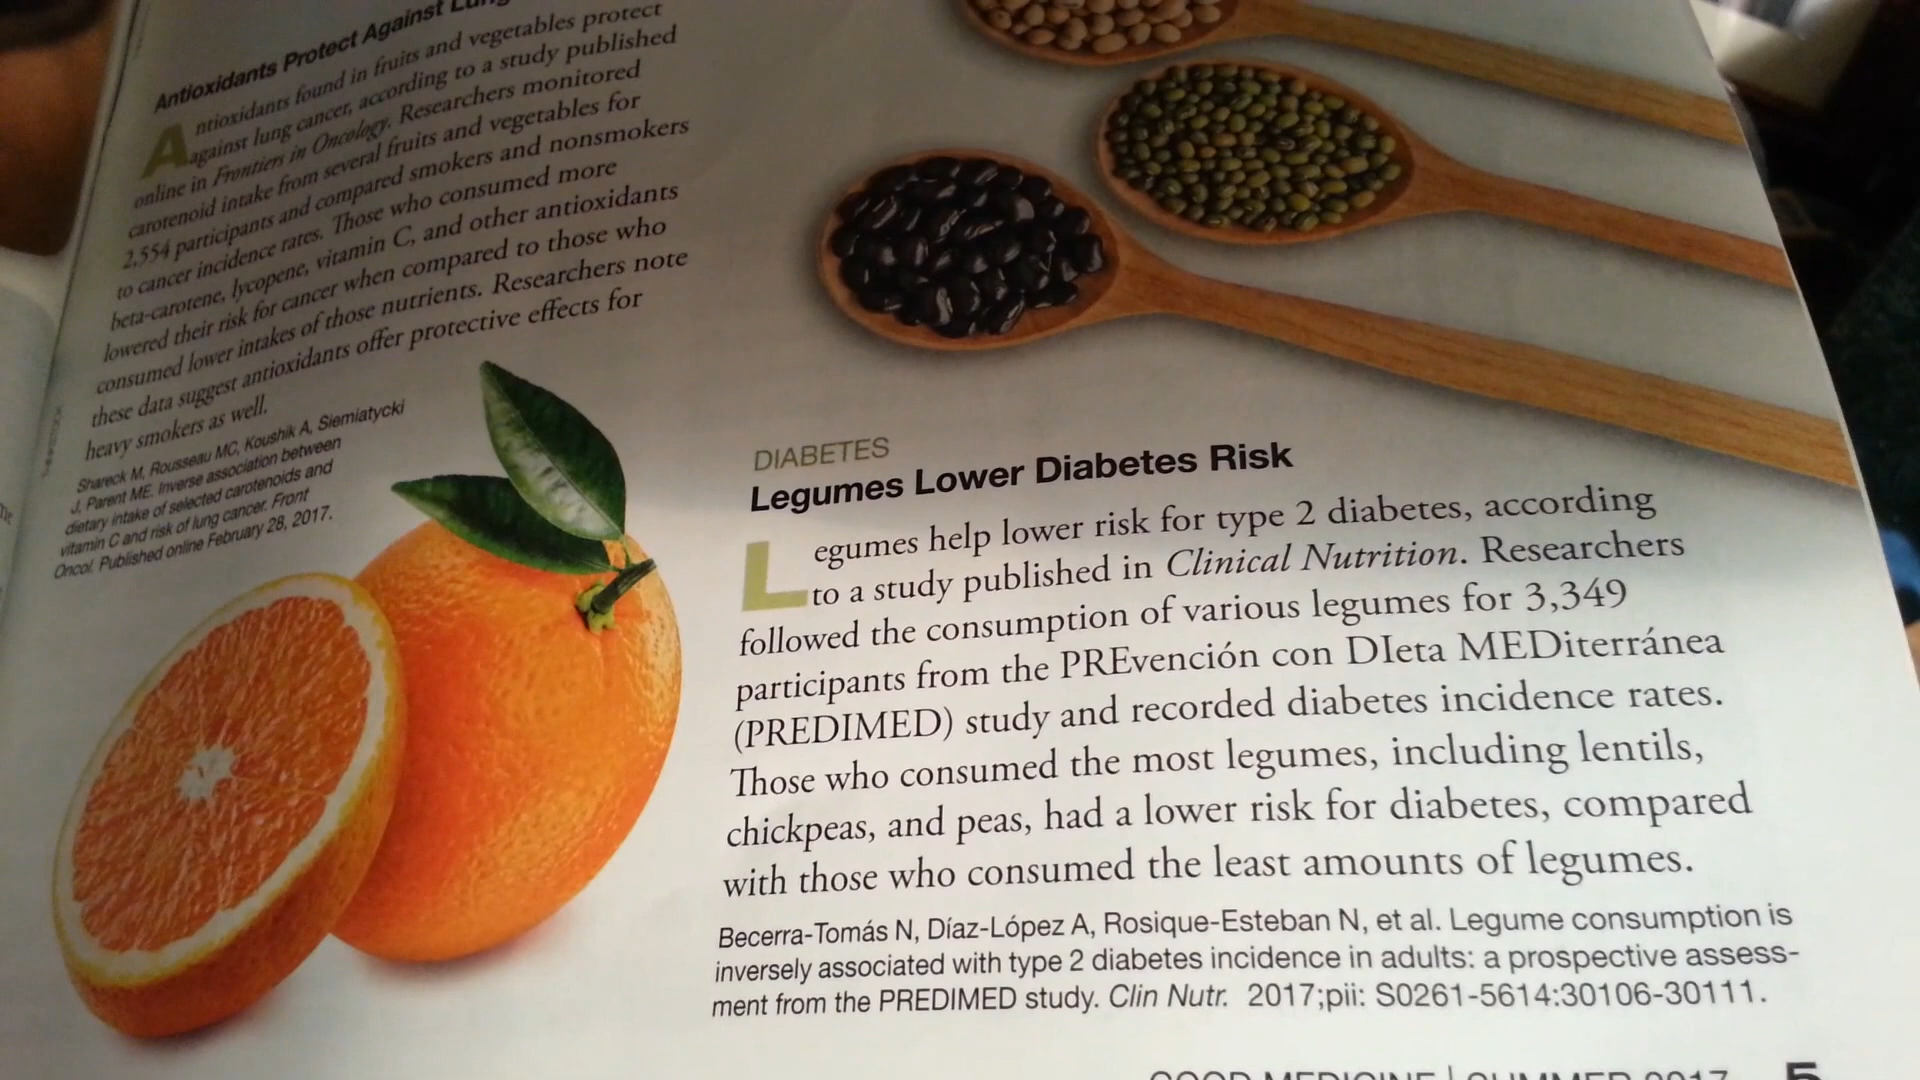 Antioxidants Protect Against
Antioxidants found in fruits and vegetables protect
against lung cancer, according to a study published
online in Frontiers in Oncology. Researchers monitored
carotenoid intake from several fruits and vegetables for
2,554 participants and compared smokers and nonsmokers
to cancer incidence rates. Those who consumed more
beta-carotene, lycopene, vitamin C, and other antioxidants
lowered their risk for cancer when compared to those who
consumed lower intakes of those nutrients. Researchers note
these data suggest antioxidants offer protective effects for
heavy smokers as well.
Shareck M, Rousseau MC, Koushik A, Siemiatycki
J, Parent ME. Inverse association between
dietary intake of selected carotenoids and
vitamin C and risk of lung cancer. Front
Oncol. Published online February 28, 2017.
DIABETES
Legumes Lower Diabetes Risk
Legumes help lower risk for type 2 diabetes, according
to a study published in Clinical Nutrition. Researchers
followed the consumption of various legumes for 3,349
participants from the PREvención con DIeta MEDiterránea
(PREDIMED) study and recorded diabetes incidence rates.
Those who consumed the most legumes, including lentils,
chickpeas, and peas, had a lower risk for diabetes, compared
with those who consumed the least amounts of legumes.
Becerra-Tomás N, Díaz-López A, Rosique-Esteban N, et al. Legume consumption is
inversely associated with type 2 diabetes incidence in adults: a prospective assess-
ment from the PREDIMED study. Clin Nutr. 2017;pii: S0261-5614:30106-30111.
GOOD MEDICINE | SUMMER 2017 5